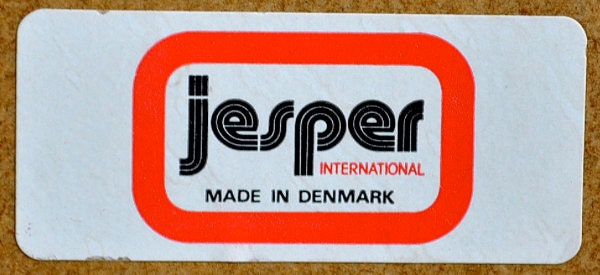 jesper
INTERNATIONAL
MADE IN DENMARK